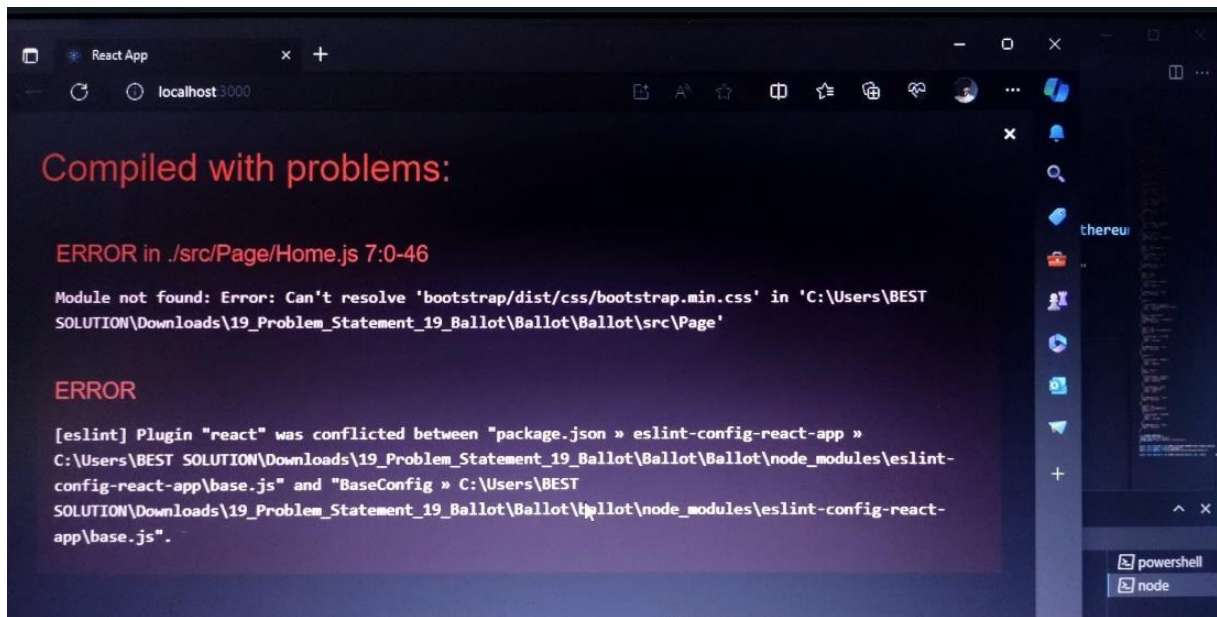 React App
localhost:3000
Compiled with problems:
ERROR in ./src/Page/Home.js 7:0-46
Module not found: Error: Can't resolve 'bootstrap/dist/css/bootstrap.min.css' in 'C:\Users\BEST
SOLUTION\Downloads\19_Problem_Statement_19_Ballot\Ballot\Ballot\src\Page'
ERROR
[eslint] Plugin "react" was conflicted between "package.json » eslint-config-react-app »
C:\Users\BEST SOLUTION\Downloads\19_Problem_Statement_19_Ballot\Ballot\Ballot\node_modules\eslint-
config-react-app\base.js" and "BaseConfig » C:\Users\BEST
SOLUTION\Downloads\19_Problem_Statement_19_Ballot\Ballot\ballot\node_modules\eslint-config-react-
app\base.js".
thereu
powershell
node